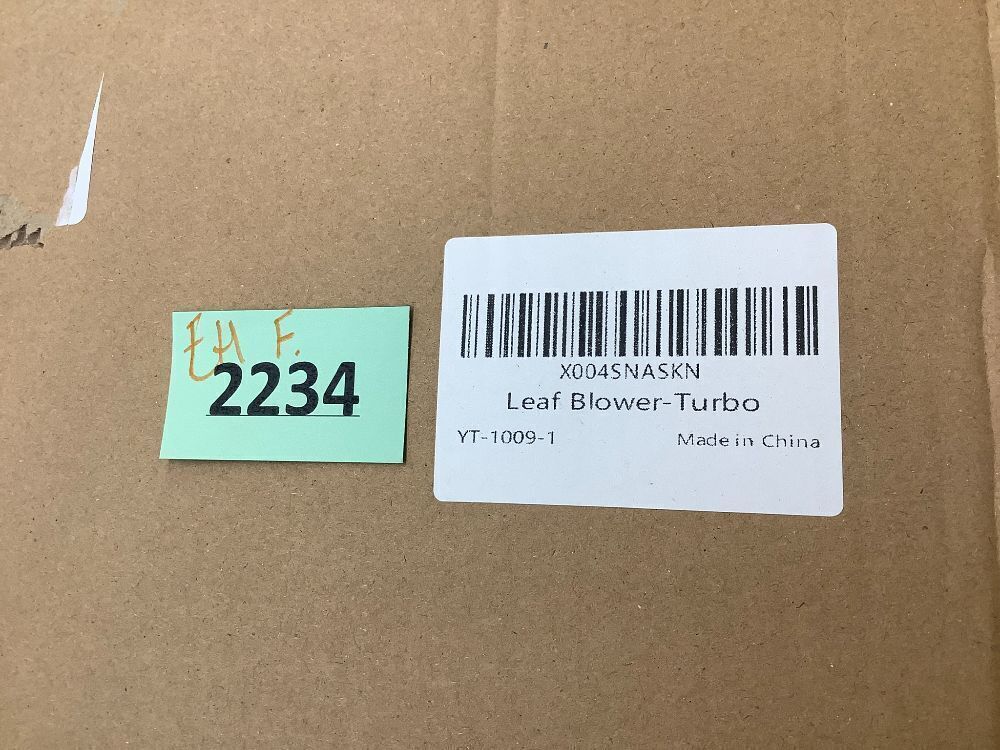 EH F.
2234
X004SNASKN
Leaf Blower-Turbo
YT-1009-1
Made in China